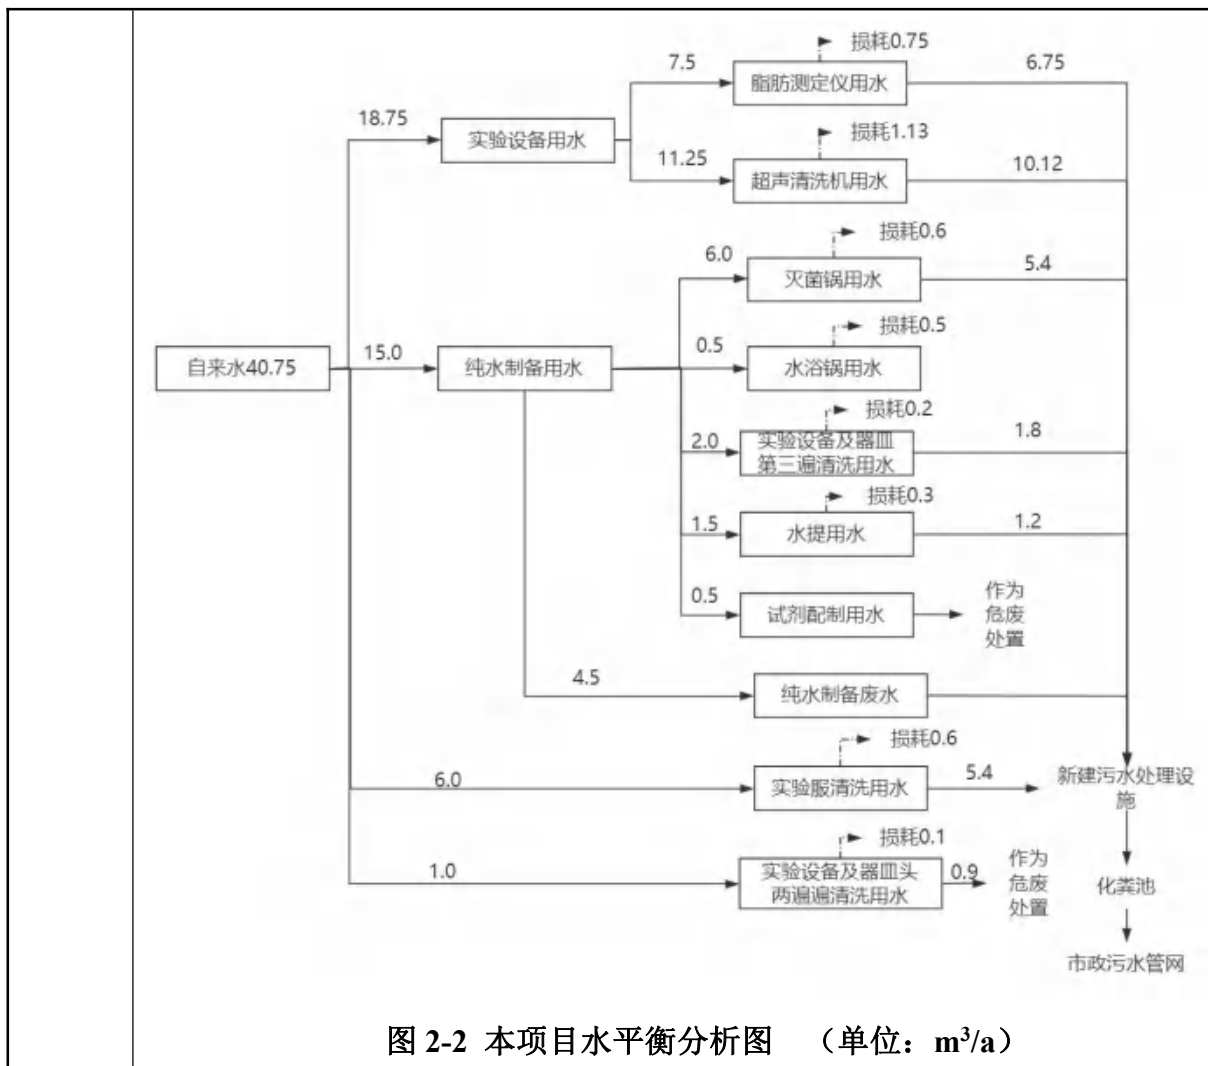 损耗0.75
7.5
脂肪测定仪用水
6.75
18.75
实验设备用水
损耗1.13
11.25
超声清洗机用水
10.12
损耗0.6
6.0
灭菌锅用水
5.4
损耗0.5
自来水40.75
15.0
纯水制备用水
0.5
水浴锅用水
损耗0.2
2.0
实验设备及器皿
第三遍清洗用水
1.8
损耗0.3
1.5
水提用水
1.2
0.5
试剂配制用水
作为
危废
处置
4.5
纯水制备废水
损耗0.6
6.0
实验服清洗用水
5.4
新建污水处理设
施
损耗0.1
1.0
实验设备及器皿头
两遍遍清洗用水
0.9
作为
危废
处置
化粪池
市政污水管网
图 2-2 本项目水平衡分析图 （单位：m³/a）